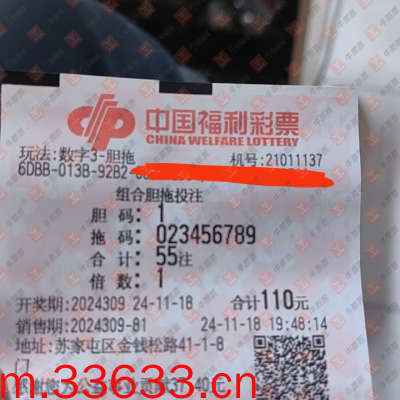 中国福利彩票
CHINA WELFARE LOTTERY
玩法:数字3-胆拖 机号:21011137
6DBB-013B-92B2-
组合胆拖投注
胆 码: 1
拖 码: 023456789
合 计: 55注
倍 数: 1
开奖期:2024309 24-11-18 合计110元
销售期:2024309-81 24-11-18 19:48:14
地址:苏家屯区金钱松路41-1-8
门
m.33633.cn